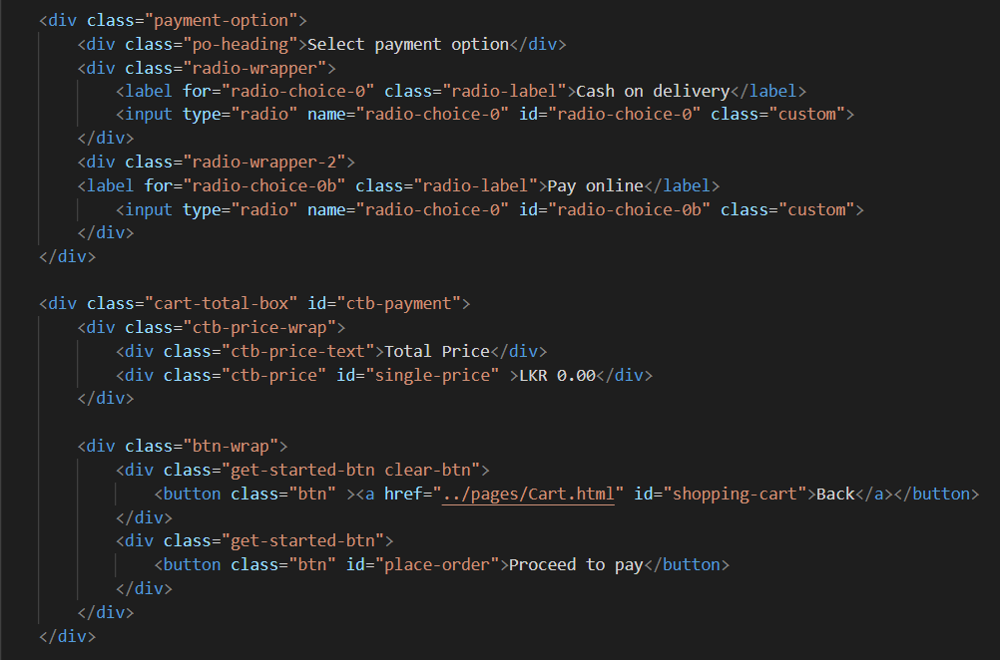 <div class="payment-option">
    <div class="po-heading">Select payment option</div>
    <div class="radio-wrapper">
        <label for="radio-choice-0" class="radio-label">Cash on delivery</label>
        <input type="radio" name="radio-choice-0" id="radio-choice-0" class="custom">
    </div>
    <div class="radio-wrapper-2">
    <label for="radio-choice-0b" class="radio-label">Pay online</label>
        <input type="radio" name="radio-choice-0" id="radio-choice-0b" class="custom">
    </div>
</div>

<div class="cart-total-box" id="ctb-payment">
    <div class="ctb-price-wrap">
        <div class="ctb-price-text">Total Price</div>
        <div class="ctb-price" id="single-price" >LKR 0.00</div>
    </div>

    <div class="btn-wrap">
        <div class="get-started-btn clear-btn">
            <button class="btn" ><a href="../pages/Cart.html" id="shopping-cart">Back</a></button>
        </div>
        <div class="get-started-btn">
            <button class="btn" id="place-order">Proceed to pay</button>
        </div>
    </div>
</div>